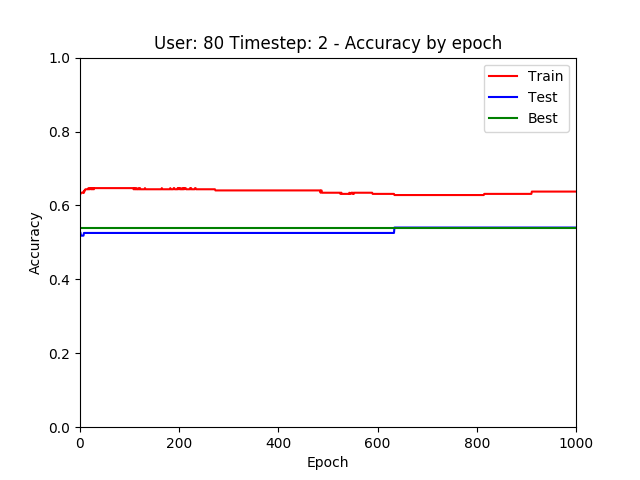 User: 80 Timestep: 2 - Accuracy by epoch
1.0
0.8
0.6
0.4
0.2
0.0
Accuracy
Train
Test
Best
0 200 400 600 800 1000
Epoch